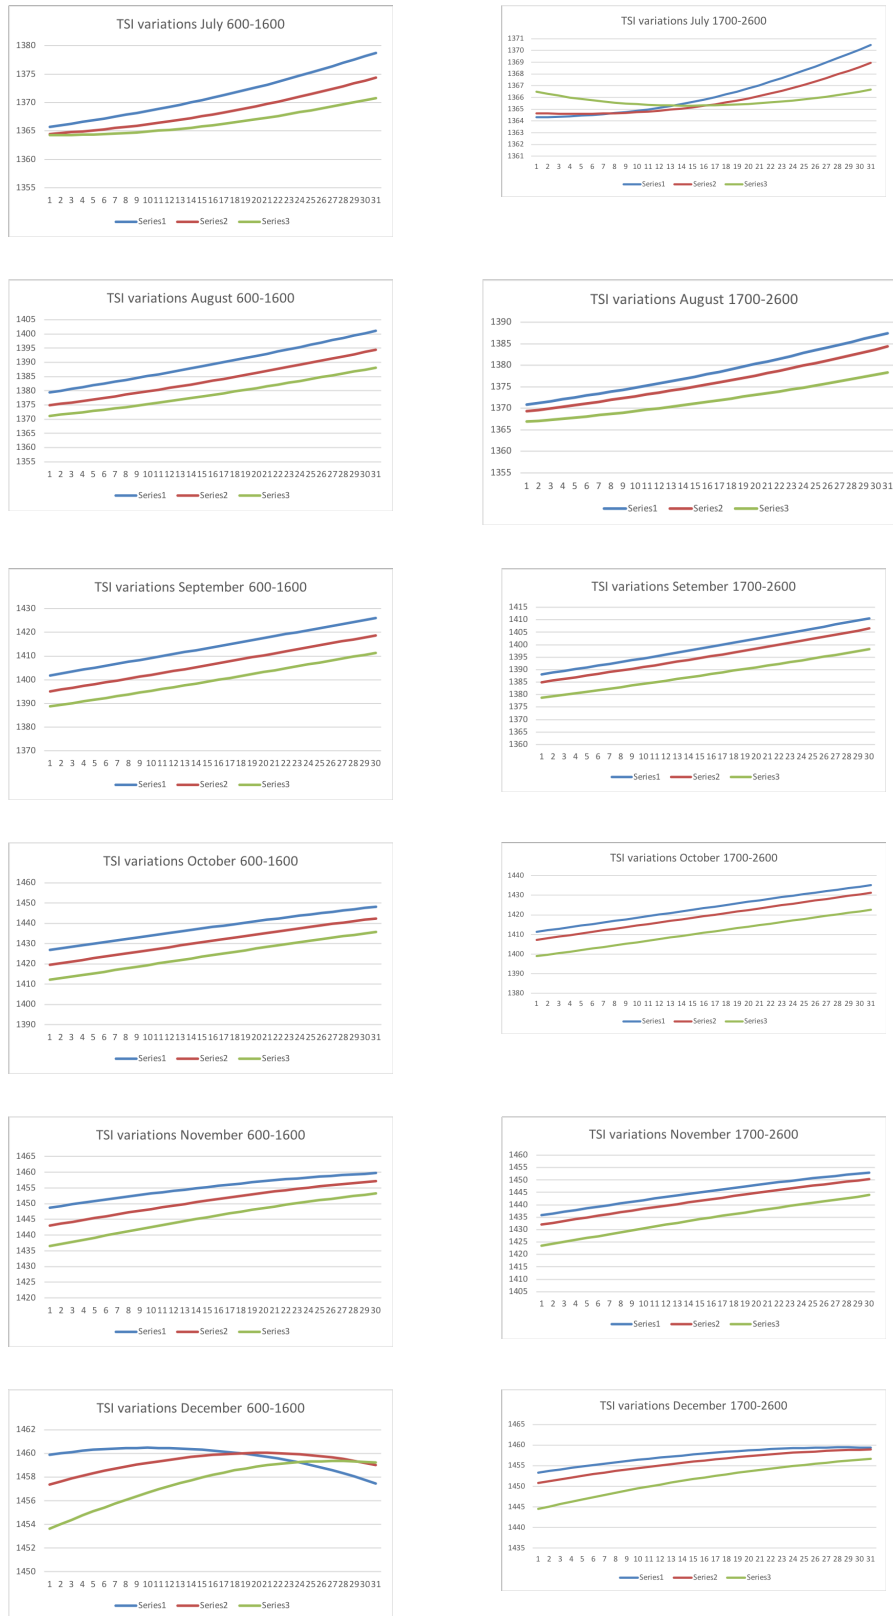 TSI variations July 600-1600
1380
1375
1370
1365
1360
1355
1 2 3 4 5 6 7 8 9 10 11 12 13 14 15 16 17 18 19 20 21 22 23 24 25 26 27 28 29 30 31
Series1 Series2 Series3
TSI variations July 1700-2600
1371
1370
1369
1368
1367
1366
1365
1364
1363
1362
1361
1 2 3 4 5 6 7 8 9 10 11 12 13 14 15 16 17 18 19 20 21 22 23 24 25 26 27 28 29 30 31
Series1 Series2 Series3
TSI variations August 600-1600
1405
1400
1395
1390
1385
1380
1375
1370
1365
1360
1355
1 2 3 4 5 6 7 8 9 10 11 12 13 14 15 16 17 18 19 20 21 22 23 24 25 26 27 28 29 30 31
Series1 Series2 Series3
TSI variations August 1700-2600
1390
1385
1380
1375
1370
1365
1360
1355
1 2 3 4 5 6 7 8 9 10 11 12 13 14 15 16 17 18 19 20 21 22 23 24 25 26 27 28 29 30 31
Series1 Series2 Series3
TSI variations September 600-1600
1430
1420
1410
1400
1390
1380
1370
1 2 3 4 5 6 7 8 9 10 11 12 13 14 15 16 17 18 19 20 21 22 23 24 25 26 27 28 29 30
Series1 Series2 Series3
TSI variations Setember 1700-2600
1415
1410
1405
1400
1395
1390
1385
1380
1375
1370
1365
1360
1 2 3 4 5 6 7 8 9 10 11 12 13 14 15 16 17 18 19 20 21 22 23 24 25 26 27 28 29 30
Series1 Series2 Series3
TSI variations October 600-1600
1460
1450
1440
1430
1420
1410
1400
1390
1 2 3 4 5 6 7 8 9 10 11 12 13 14 15 16 17 18 19 20 21 22 23 24 25 26 27 28 29 30 31
Series1 Series2 Series3
TSI variations October 1700-2600
1440
1430
1420
1410
1400
1390
1380
1 2 3 4 5 6 7 8 9 10 11 12 13 14 15 16 17 18 19 20 21 22 23 24 25 26 27 28 29 30 31
Series1 Series2 Series3
TSI variations November 600-1600
1465
1460
1455
1450
1445
1440
1435
1430
1425
1420
1 2 3 4 5 6 7 8 9 10 11 12 13 14 15 16 17 18 19 20 21 22 23 24 25 26 27 28 29 30
Series1 Series2 Series3
TSI variations November 1700-2600
1460
1455
1450
1445
1440
1435
1430
1425
1420
1415
1410
1405
1 2 3 4 5 6 7 8 9 10 11 12 13 14 15 16 17 18 19 20 21 22 23 24 25 26 27 28 29 30
Series1 Series2 Series3
TSI variations December 600-1600
1462
1460
1458
1456
1454
1452
1450
1 2 3 4 5 6 7 8 9 10 11 12 13 14 15 16 17 18 19 20 21 22 23 24 25 26 27 28 29 30 31
Series1 Series2 Series3
TSI variations December 1700-2600
1465
1460
1455
1450
1445
1440
1435
1 2 3 4 5 6 7 8 9 10 11 12 13 14 15 16 17 18 19 20 21 22 23 24 25 26 27 28 29 30 31
Series1 Series2 Series3